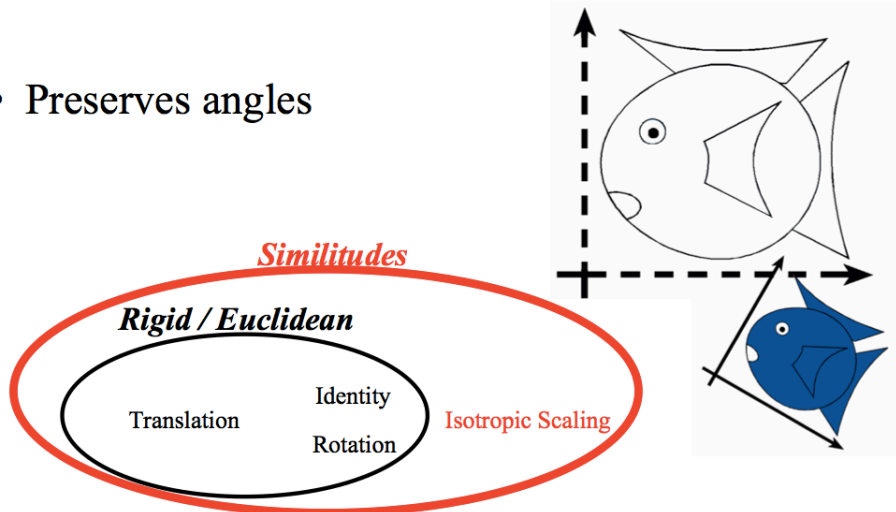 • Preserves angles
Similitudes
Rigid / Euclidean
Identity
Translation
Isotropic Scaling
Rotation